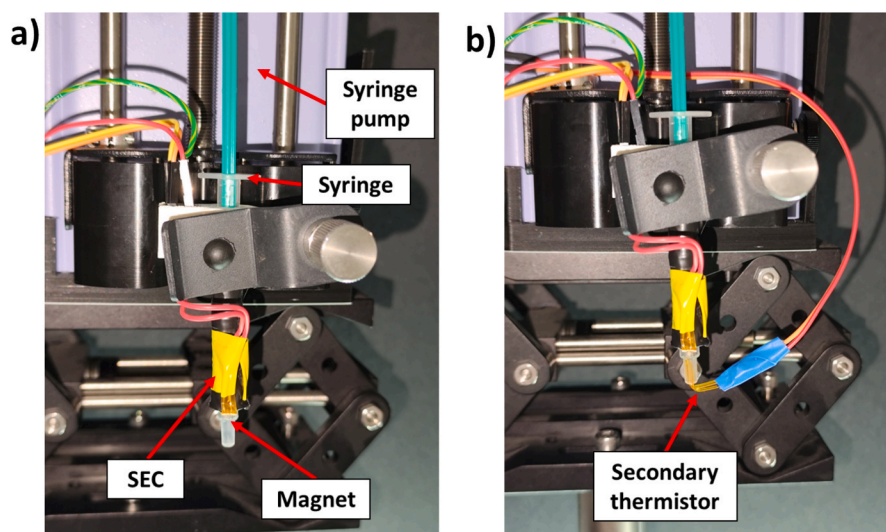 a)
Syringe
pump
Syringe
SEC
Magnet
b)
Secondary
thermistor